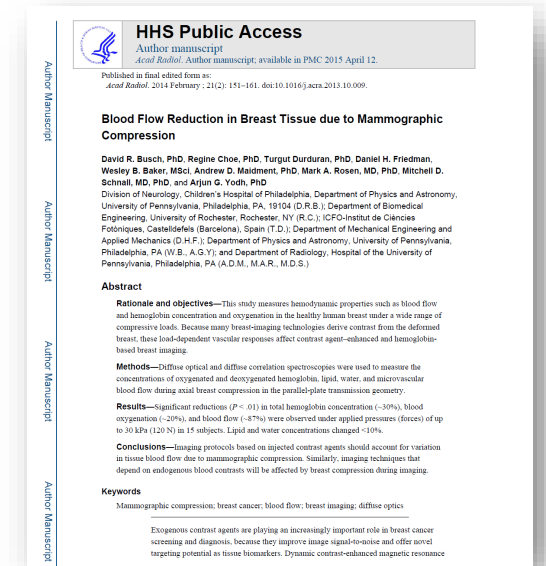 HHS Public Access
Author manuscript
Acad Radiol. Author manuscript; available in PMC 2015 April 12.
Published in final edited form as:
Acad Radiol. 2014 February ; 21(2): 151–161. doi:10.1016/j.acra.2013.10.009.
Blood Flow Reduction in Breast Tissue due to Mammographic
Compression
David R. Busch, PhD, Regine Choe, PhD, Turgut Durduran, PhD, Daniel H. Friedman,
Wesley B. Baker, MSci, Andrew D. Maidment, PhD, Mark A. Rosen, MD, PhD, Mitchell D.
Schnall, MD, PhD, and Arjun G. Yodh, PhD
Division of Neurology, Children's Hospital of Philadelphia, Department of Physics and Astronomy,
University of Pennsylvania, Philadelphia, PA, 19104 (D.R.B.); Department of Biomedical
Engineering, University of Rochester, Rochester, NY (R.C.); ICFO-Institut de Ciències
Fotòniques, Castelldefels (Barcelona), Spain (T.D.); Department of Mechanical Engineering and
Applied Mechanics (D.H.F.); Department of Physics and Astronomy, University of Pennsylvania,
Philadelphia, PA (W.B., A.G.Y); and Department of Radiology, Hospital of the University of
Pennsylvania, Philadelphia, PA (A.D.M., M.A.R., M.D.S.)
Abstract
Rationale and objectives—This study measures hemodynamic properties such as blood flow
and hemoglobin concentration and oxygenation in the healthy human breast under a wide range of
compressive loads. Because many breast-imaging technologies derive contrast from the deformed
breast, these load-dependent vascular responses affect contrast agent–enhanced and hemoglobin-
based breast imaging.
Methods—Diffuse optical and diffuse correlation spectroscopies were used to measure the
concentrations of oxygenated and deoxygenated hemoglobin, lipid, water, and microvascular
blood flow during axial breast compression in the parallel-plate transmission geometry.
Results—Significant reductions (P < .01) in total hemoglobin concentration (~30%), blood
oxygenation (~20%), and blood flow (~87%) were observed under applied pressures (forces) of up
to 30 kPa (120 N) in 15 subjects. Lipid and water concentrations changed <10%.
Conclusions—Imaging protocols based on injected contrast agents should account for variation
in tissue blood flow due to mammographic compression. Similarly, imaging techniques that
depend on endogenous blood contrasts will be affected by breast compression during imaging.
Keywords
Mammographic compression; breast cancer; blood flow; breast imaging; diffuse optics
Exogenous contrast agents are playing an increasingly important role in breast cancer
screening and diagnosis, because they improve image signal-to-noise and offer novel
targeting potential as tissue biomarkers. Dynamic contrast-enhanced magnetic resonance
Author Manuscript
Author Manuscript
Author Manuscript
Author Manuscript